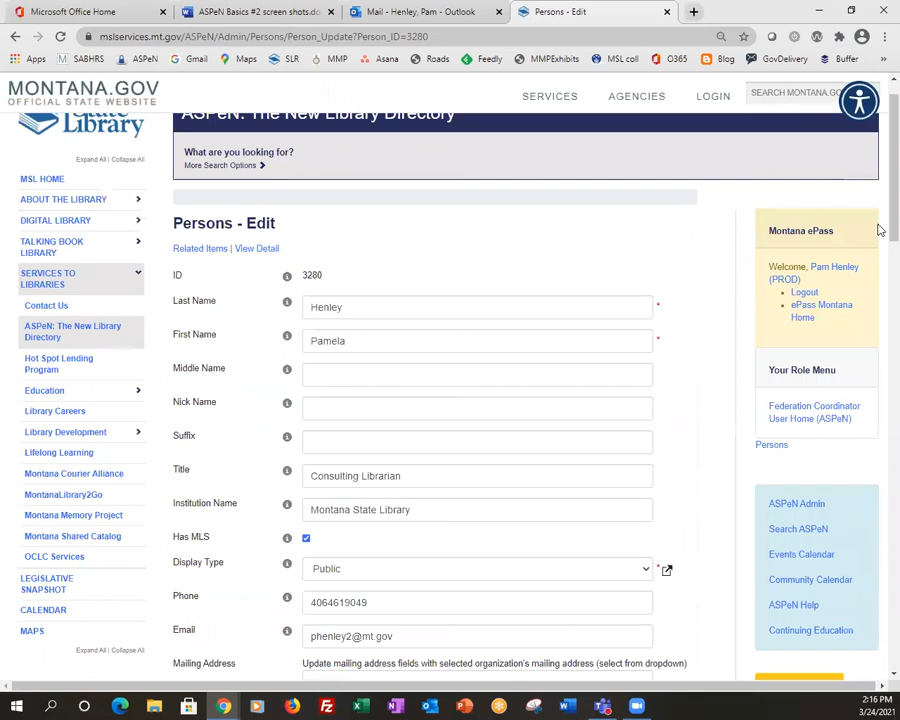 Microsoft Office Home
ASPeN Basics #2 screen shots.do
Mail - Henley, Pam - Outlook
Persons - Edit
mslservices.mt.gov/ASPeN/Admin/Persons/Person_Update?Person_ID=3280
Apps
SABHRS
ASPeN
Gmail
Maps
SLR
MMP
Asana
Roads
Feedly
MMPExhibits
MSL coll
O365
Blog
GovDelivery
Buffer
MONTANA.GOV
OFFICIAL STATE WEBSITE
SERVICES
AGENCIES
LOGIN
SEARCH MONTANA.GO
State
Library
ASPeN: The New Library Directory
What are you looking for?
More Search Options
Expand All | Collapse All
MSL HOME
ABOUT THE LIBRARY
DIGITAL LIBRARY
TALKING BOOK
LIBRARY
SERVICES TO
LIBRARIES
Contact Us
ASPeN: The New Library
Directory
Hot Spot Lending
Program
Education
Library Careers
Library Development
Lifelong Learning
Montana Courier Alliance
MontanaLibrary2Go
Montana Memory Project
Montana Shared Catalog
OCLC Services
LEGISLATIVE
SNAPSHOT
CALENDAR
MAPS
Expand All | Collapse All
Persons - Edit
Related Items | View Detail
ID
3280
Last Name
Henley
*
First Name
Pamela
*
Middle Name
Nick Name
Suffix
Title
Consulting Librarian
Institution Name
Montana State Library
Has MLS
Display Type
Public
*
Phone
4064619049
Email
phenley2@mt.gov
Mailing Address
Update mailing address fields with selected organization's mailing address (select from dropdown)
Montana ePass
Welcome, Pam Henley
(PROD)
Logout
ePass Montana
Home
Your Role Menu
Federation Coordinator
User Home (ASPeN)
Persons
ASPeN Admin
Search ASPeN
Events Calendar
Community Calendar
ASPeN Help
Continuing Education
2:16 PM
3/24/2021